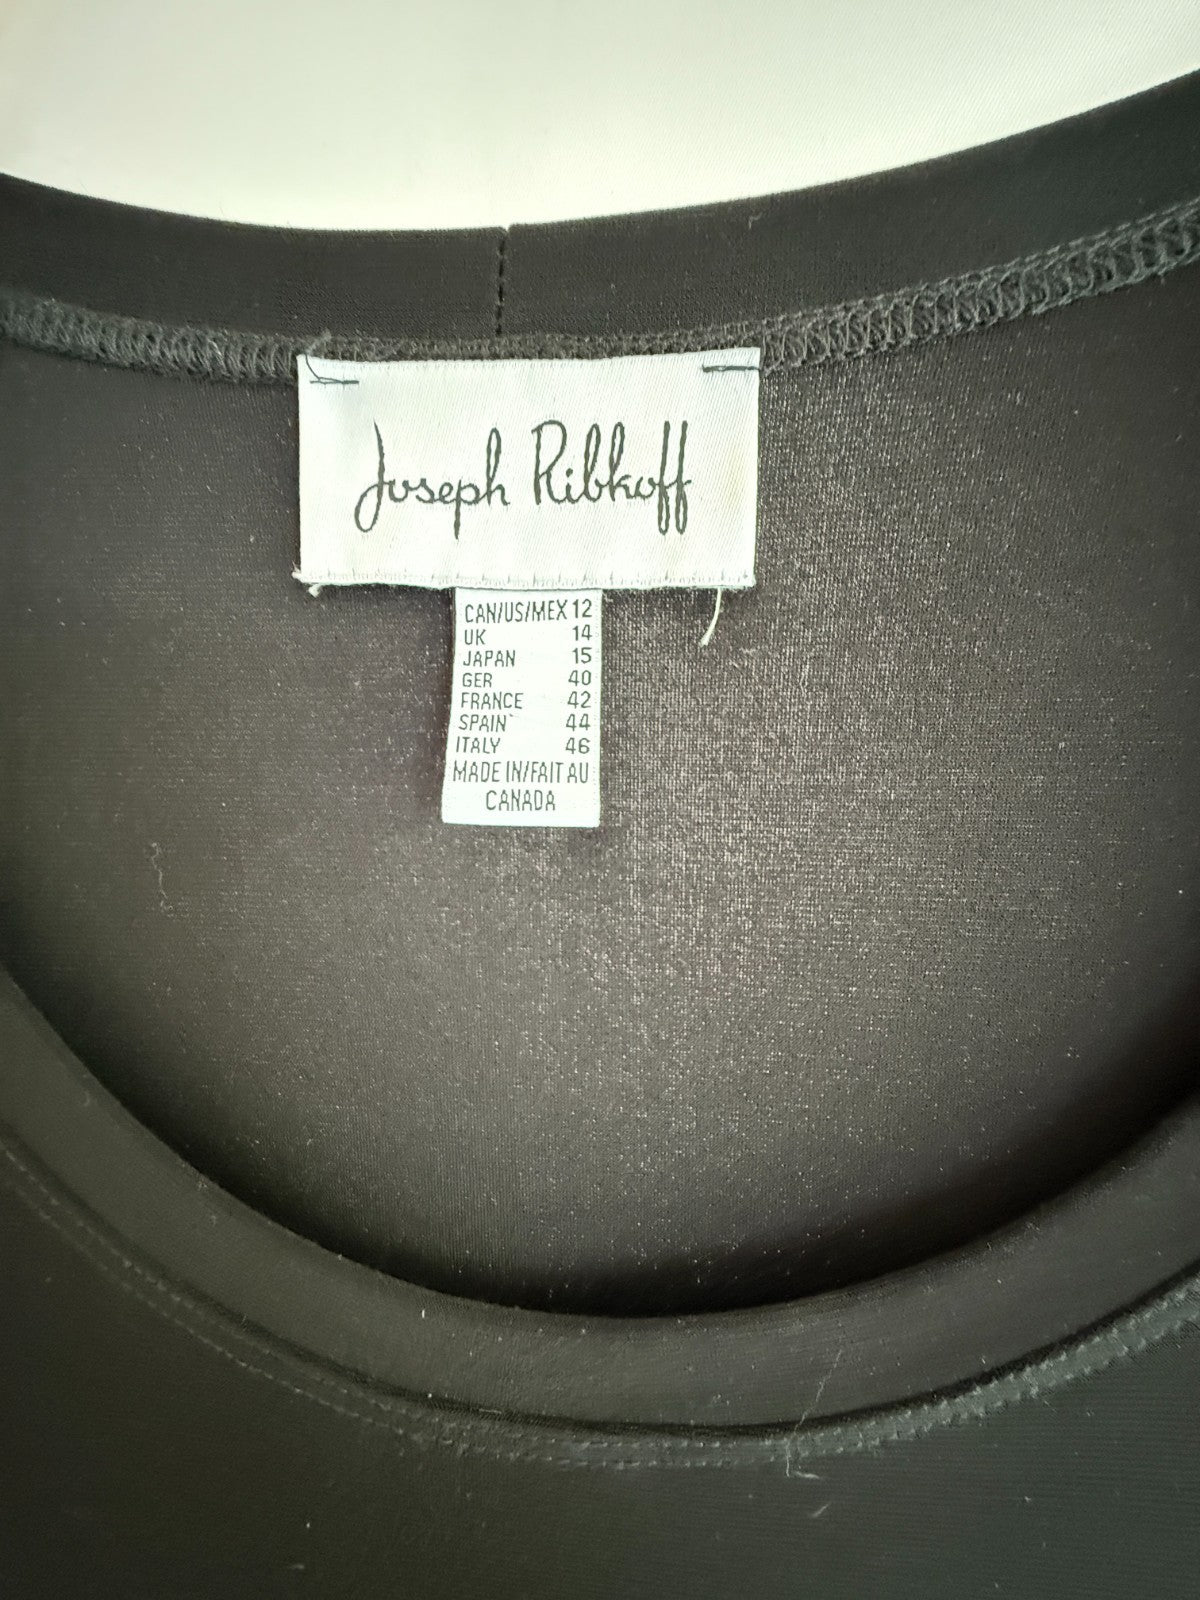 Joseph Ribkoff
CAN/US/MEX 12
UK 14
JAPAN 15
GER 40
FRANCE 42
SPAIN 44
ITALY 46
MADE IN/FAIT AU
CANADA